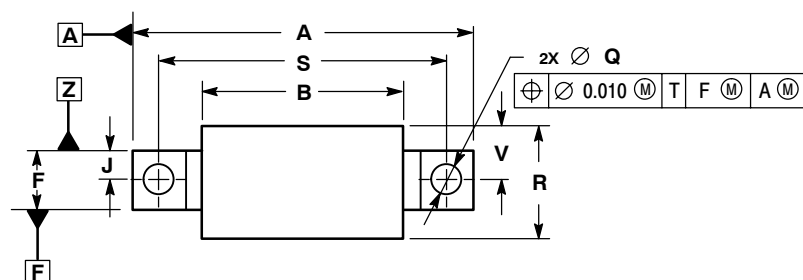 A
A
S
2X ∅ Q
Z
B
⌖ ∅ 0.010 Ⓜ T F Ⓜ A Ⓜ
J
V
F
R
F